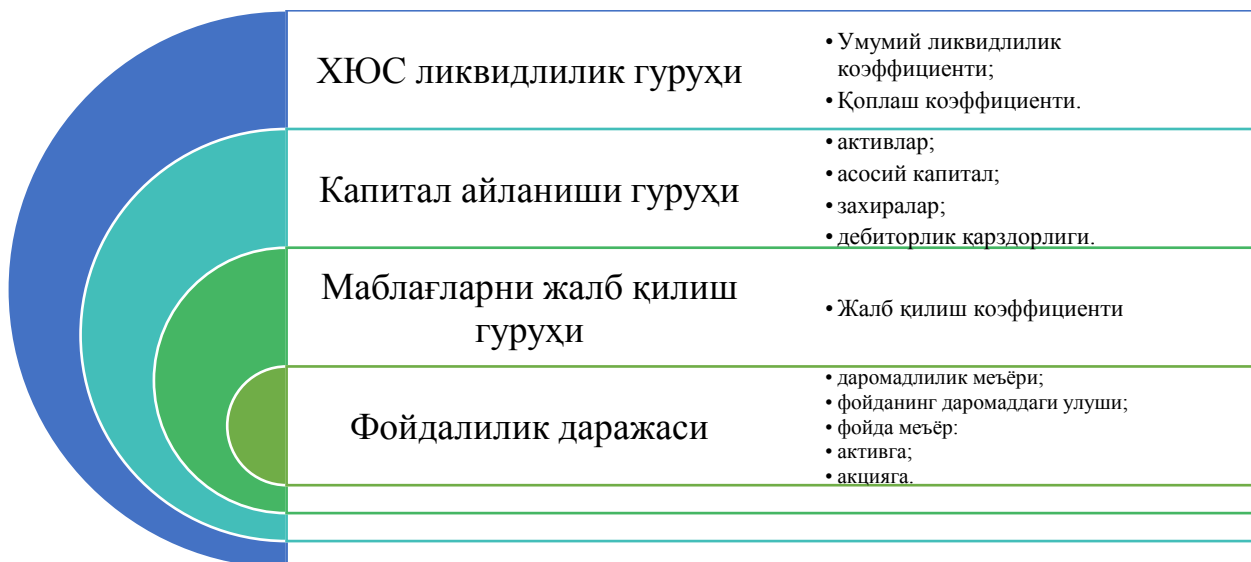 ХЮС ликвидлилик гуруҳи
• Умумий ликвидлилик
коэффициенти;
• Қоплаш коэффициенти.
Капитал айланиши гуруҳи
• активлар;
• асосий капитал;
• захиралар;
• дебиторлик қарздорлиги.
Маблағларни жалб қилиш
гуруҳи
• Жалб қилиш коэффициенти
Фойдалилик даражаси
• даромадлилик меъёри;
• фойданинг даромаддаги улуши;
• фойда меъёр:
• активга;
• акцияга.